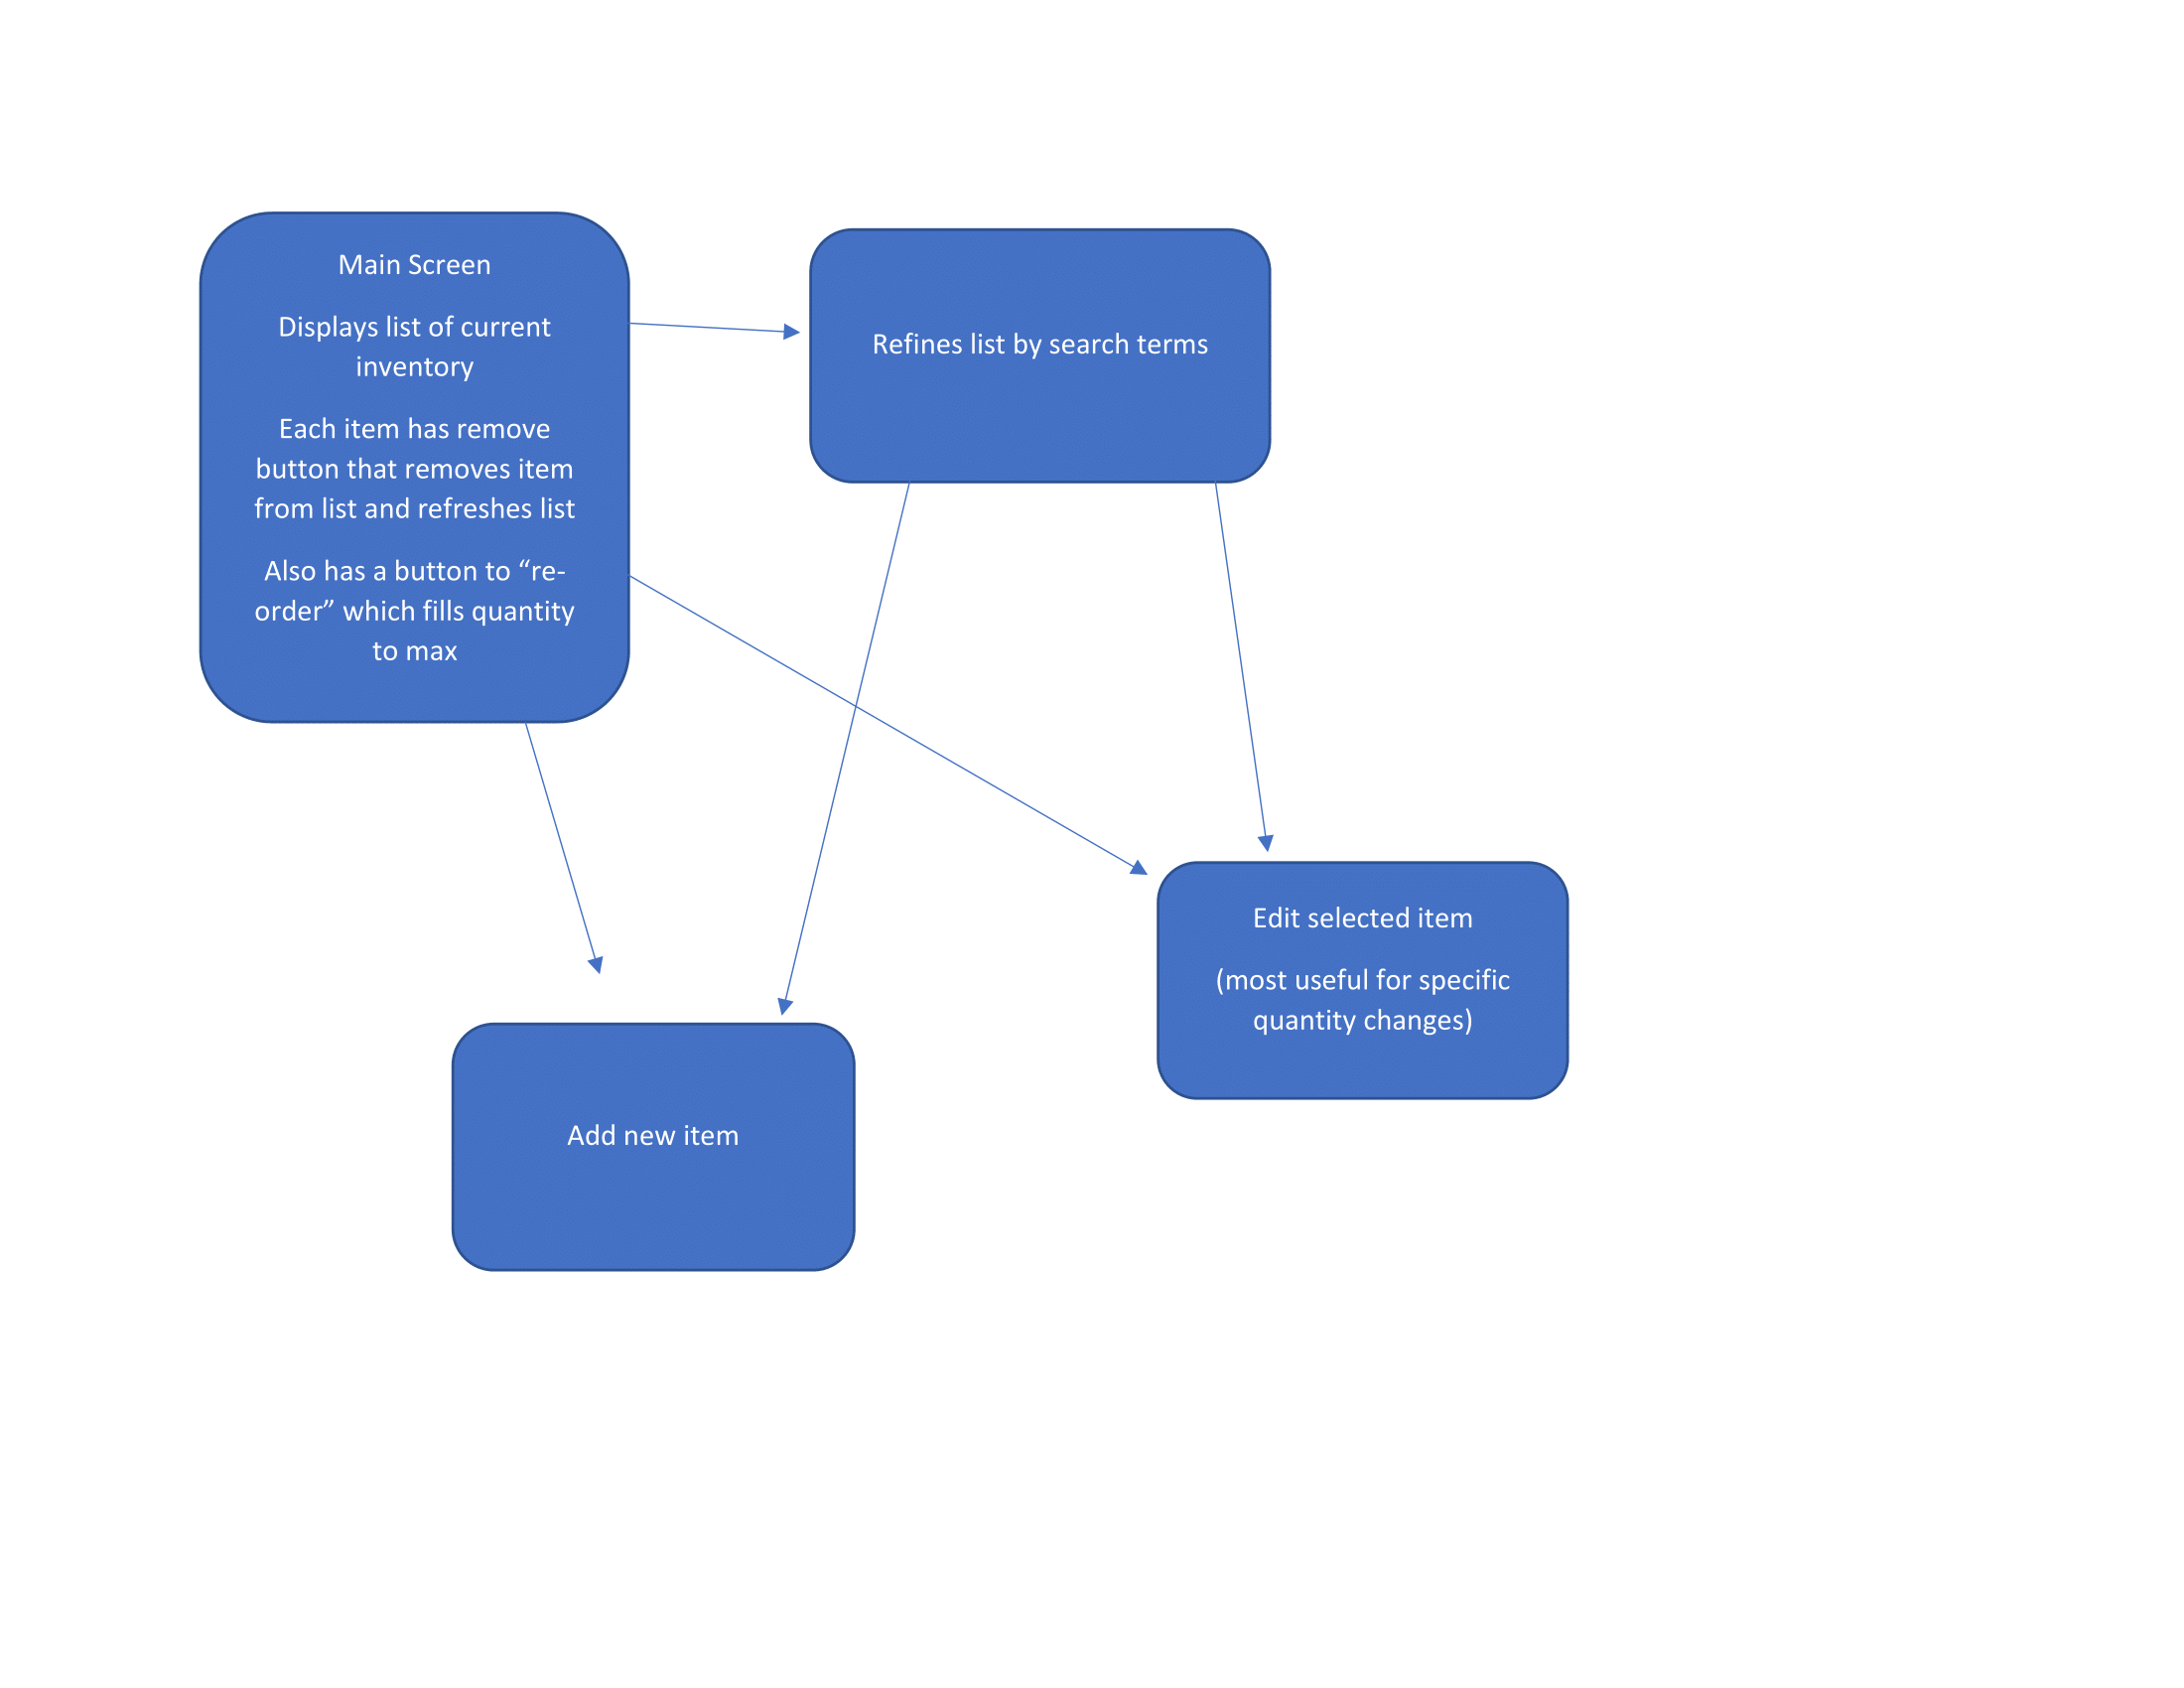 Main Screen
Displays list of current
inventory
Each item has remove
button that removes item
from list and refreshes list
Also has a button to “re-
order” which fills quantity
to max
Refines list by search terms
Edit selected item
(most useful for specific
quantity changes)
Add new item